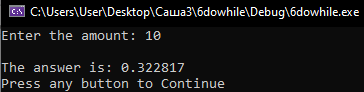 C:\Users\User\Desktop\Саша3\6dowhile\Debug\6dowhile.exe
Enter the amount: 10
The answer is: 0.322817
Press any button to Continue